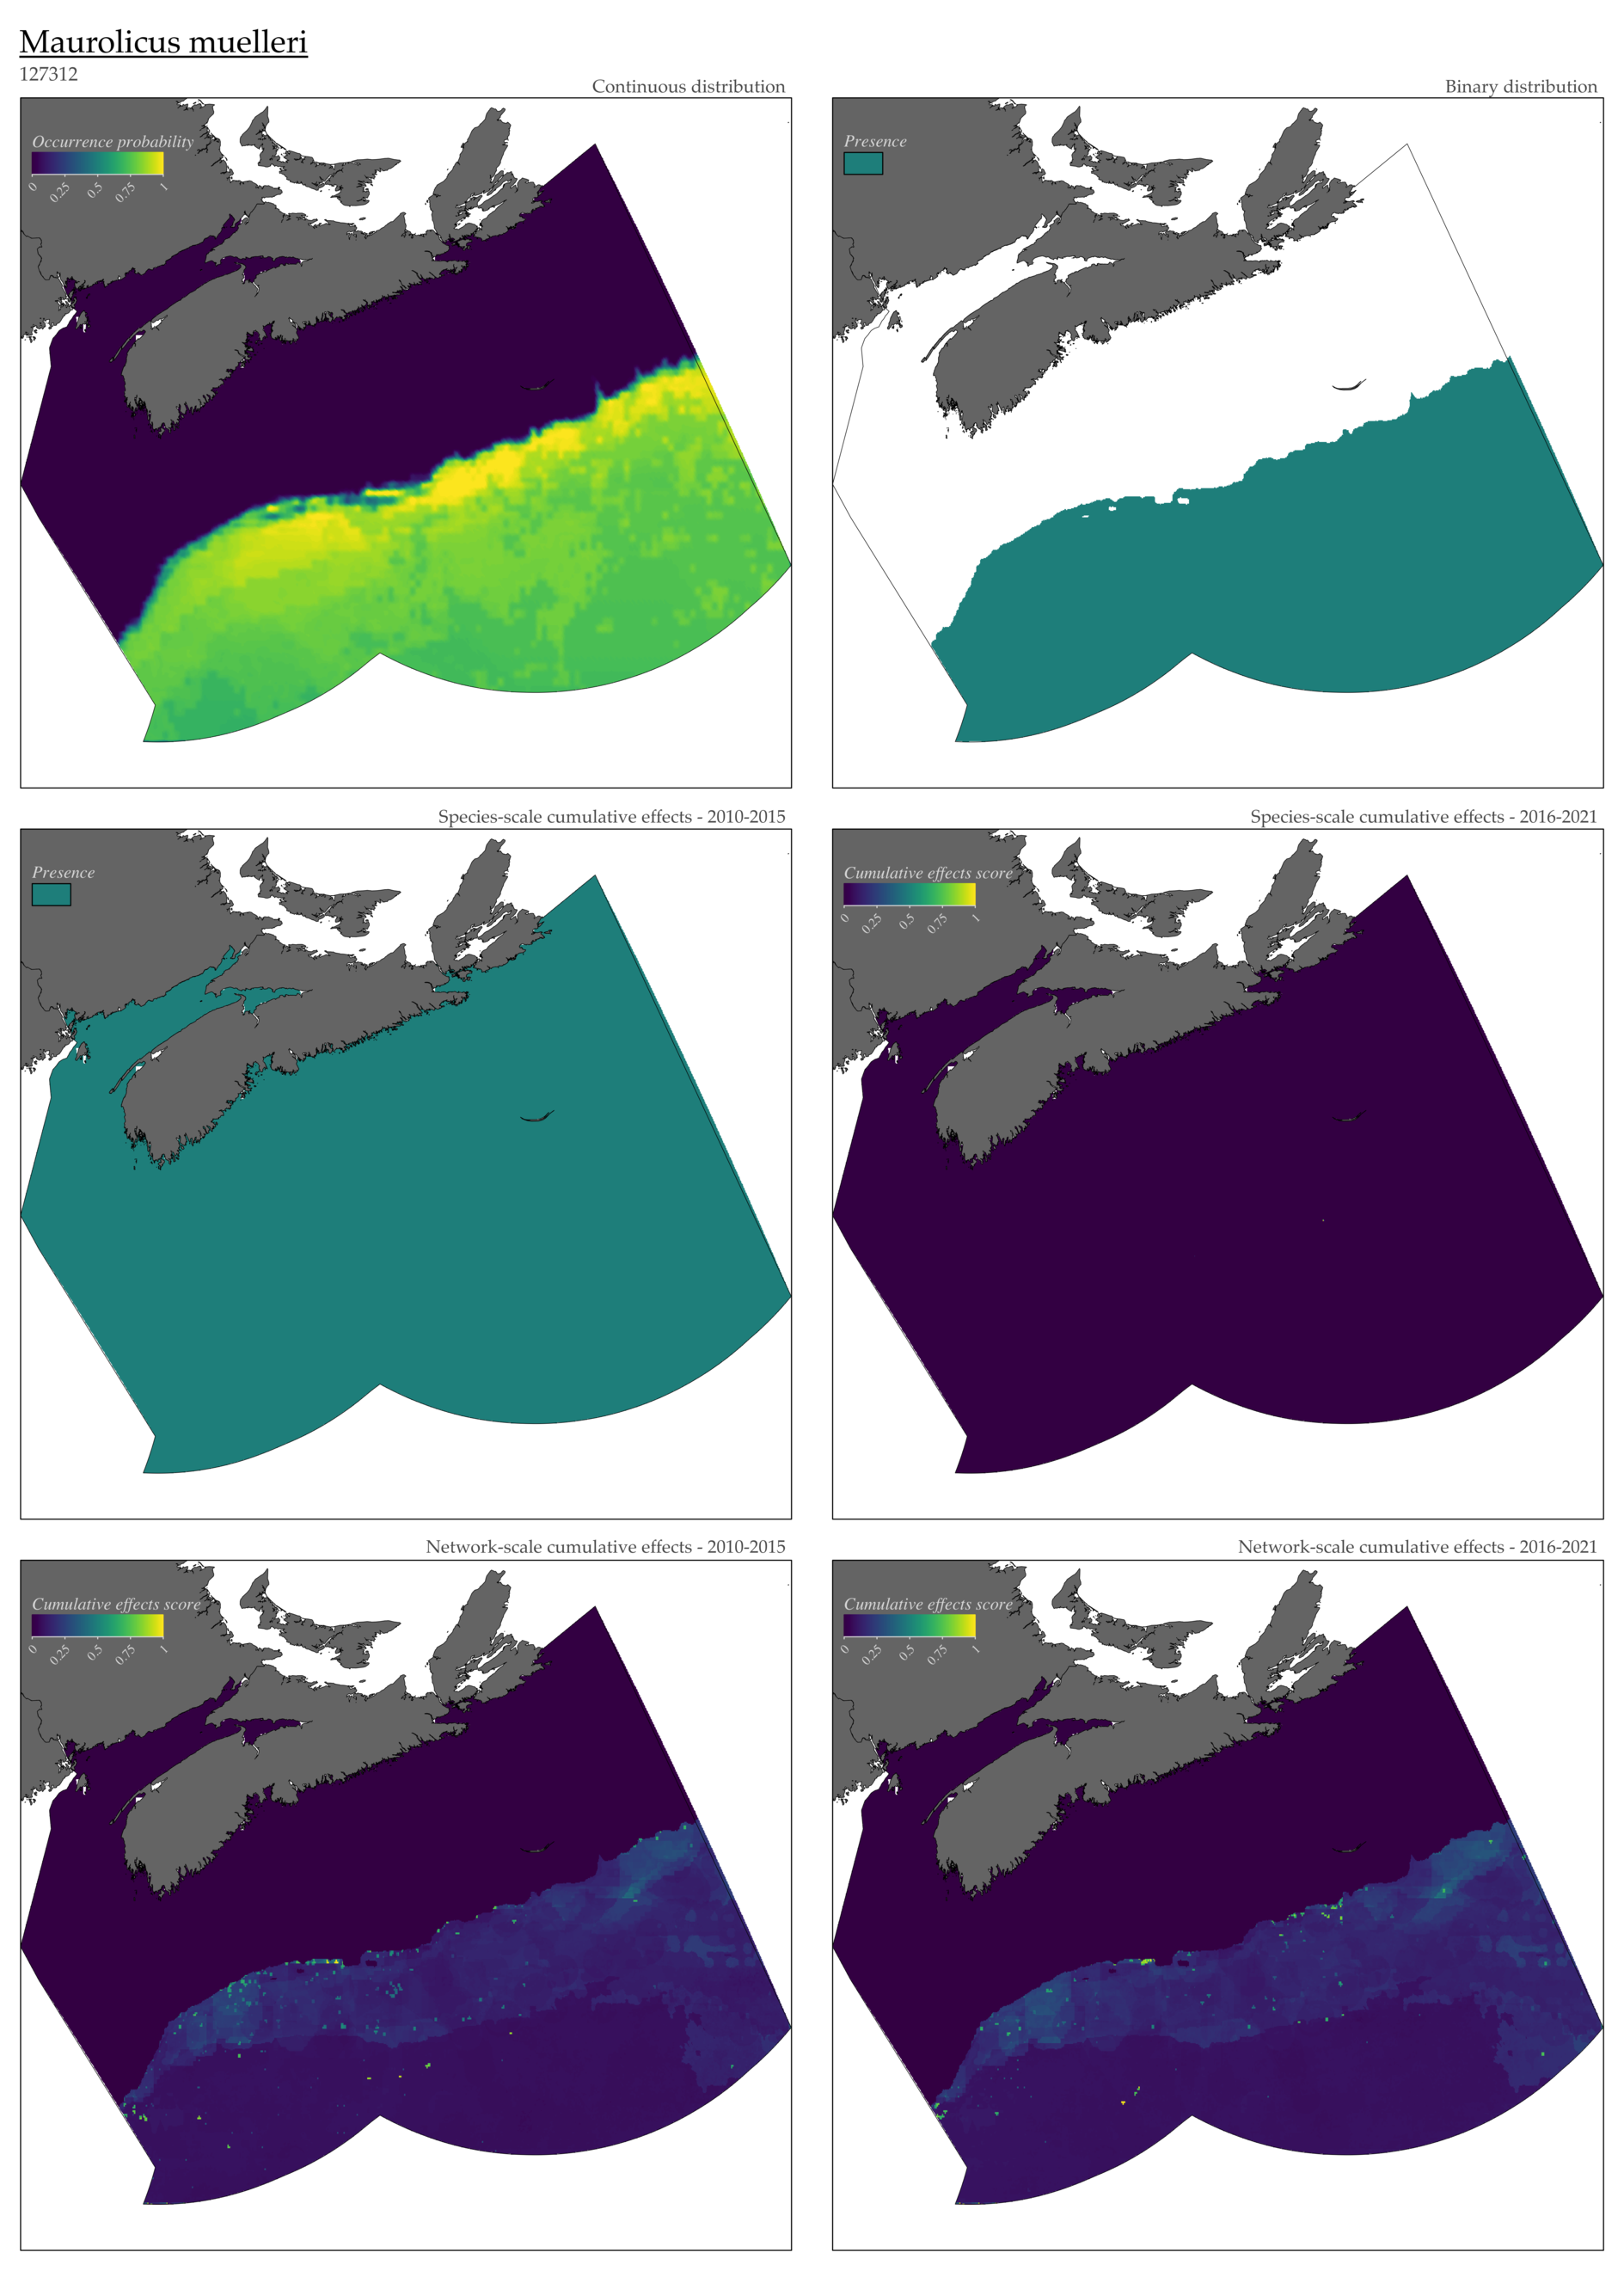 Maurolicus muelleri
127312
Continuous distribution
Occurrence probability
0 0.25 0.5 0.75 1
Binary distribution
Presence
Species-scale cumulative effects - 2010-2015
Presence
Species-scale cumulative effects - 2016-2021
Cumulative effects score
0 0.25 0.5 0.75 1
Network-scale cumulative effects - 2010-2015
Cumulative effects score
0 0.25 0.5 0.75 1
Network-scale cumulative effects - 2016-2021
Cumulative effects score
0 0.25 0.5 0.75 1